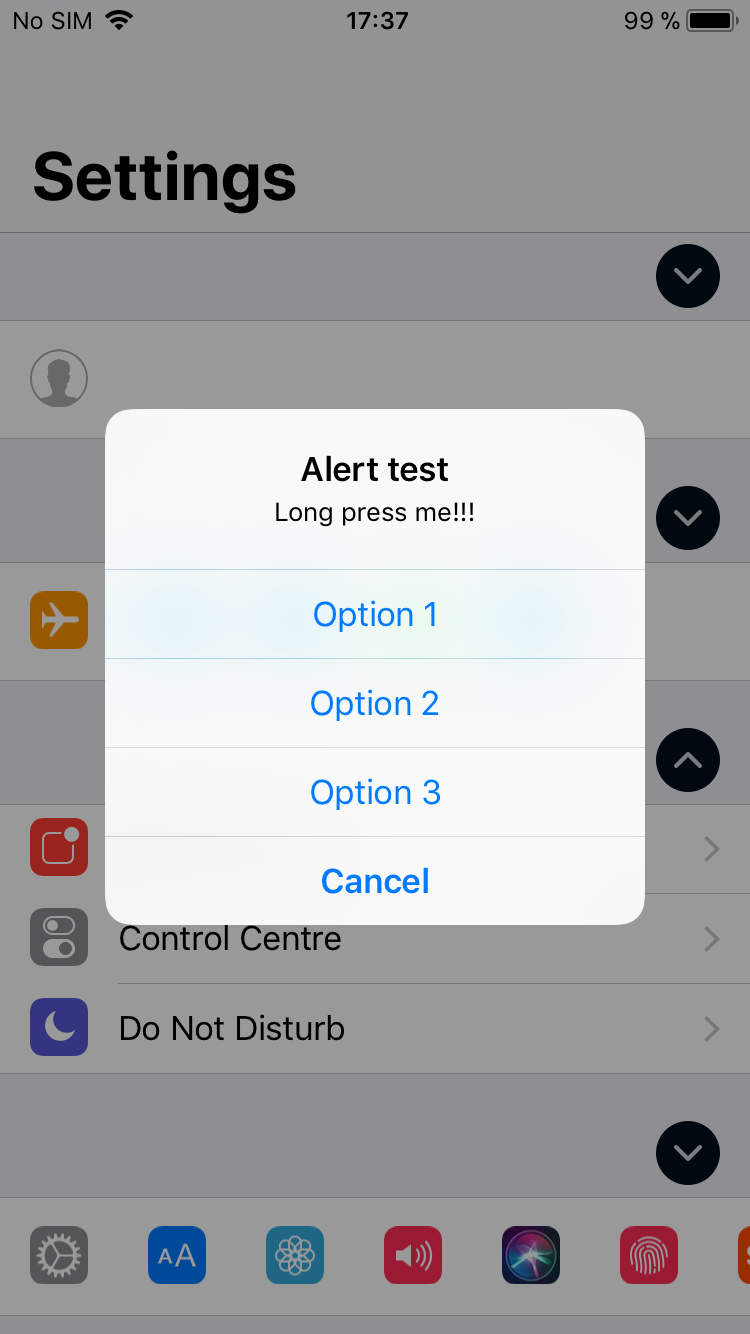 No SIM 17:37 99 %
Settings
Alert test
Long press me!!!
Option 1
Option 2
Option 3
Cancel
Control Centre
Do Not Disturb
AA